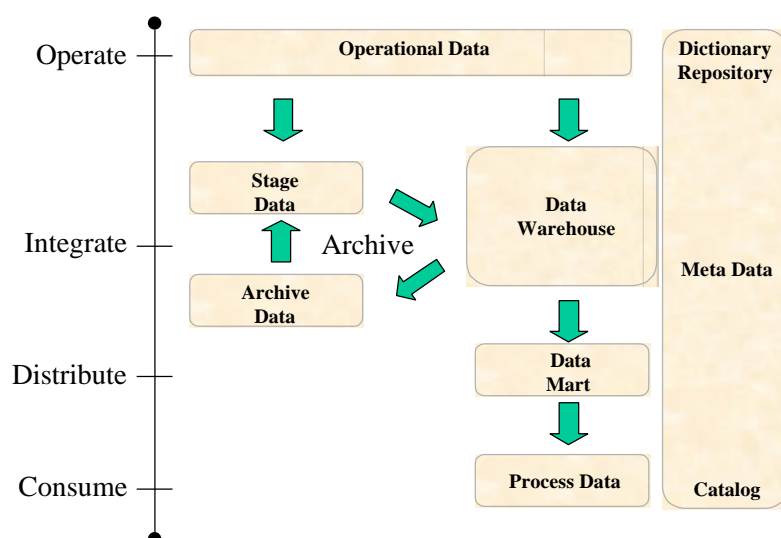 Operate
Operational Data
Dictionary
Repository
Stage
Data
Data
Warehouse
Integrate
Archive
Meta Data
Archive
Data
Distribute
Data
Mart
Consume
Process Data
Catalog